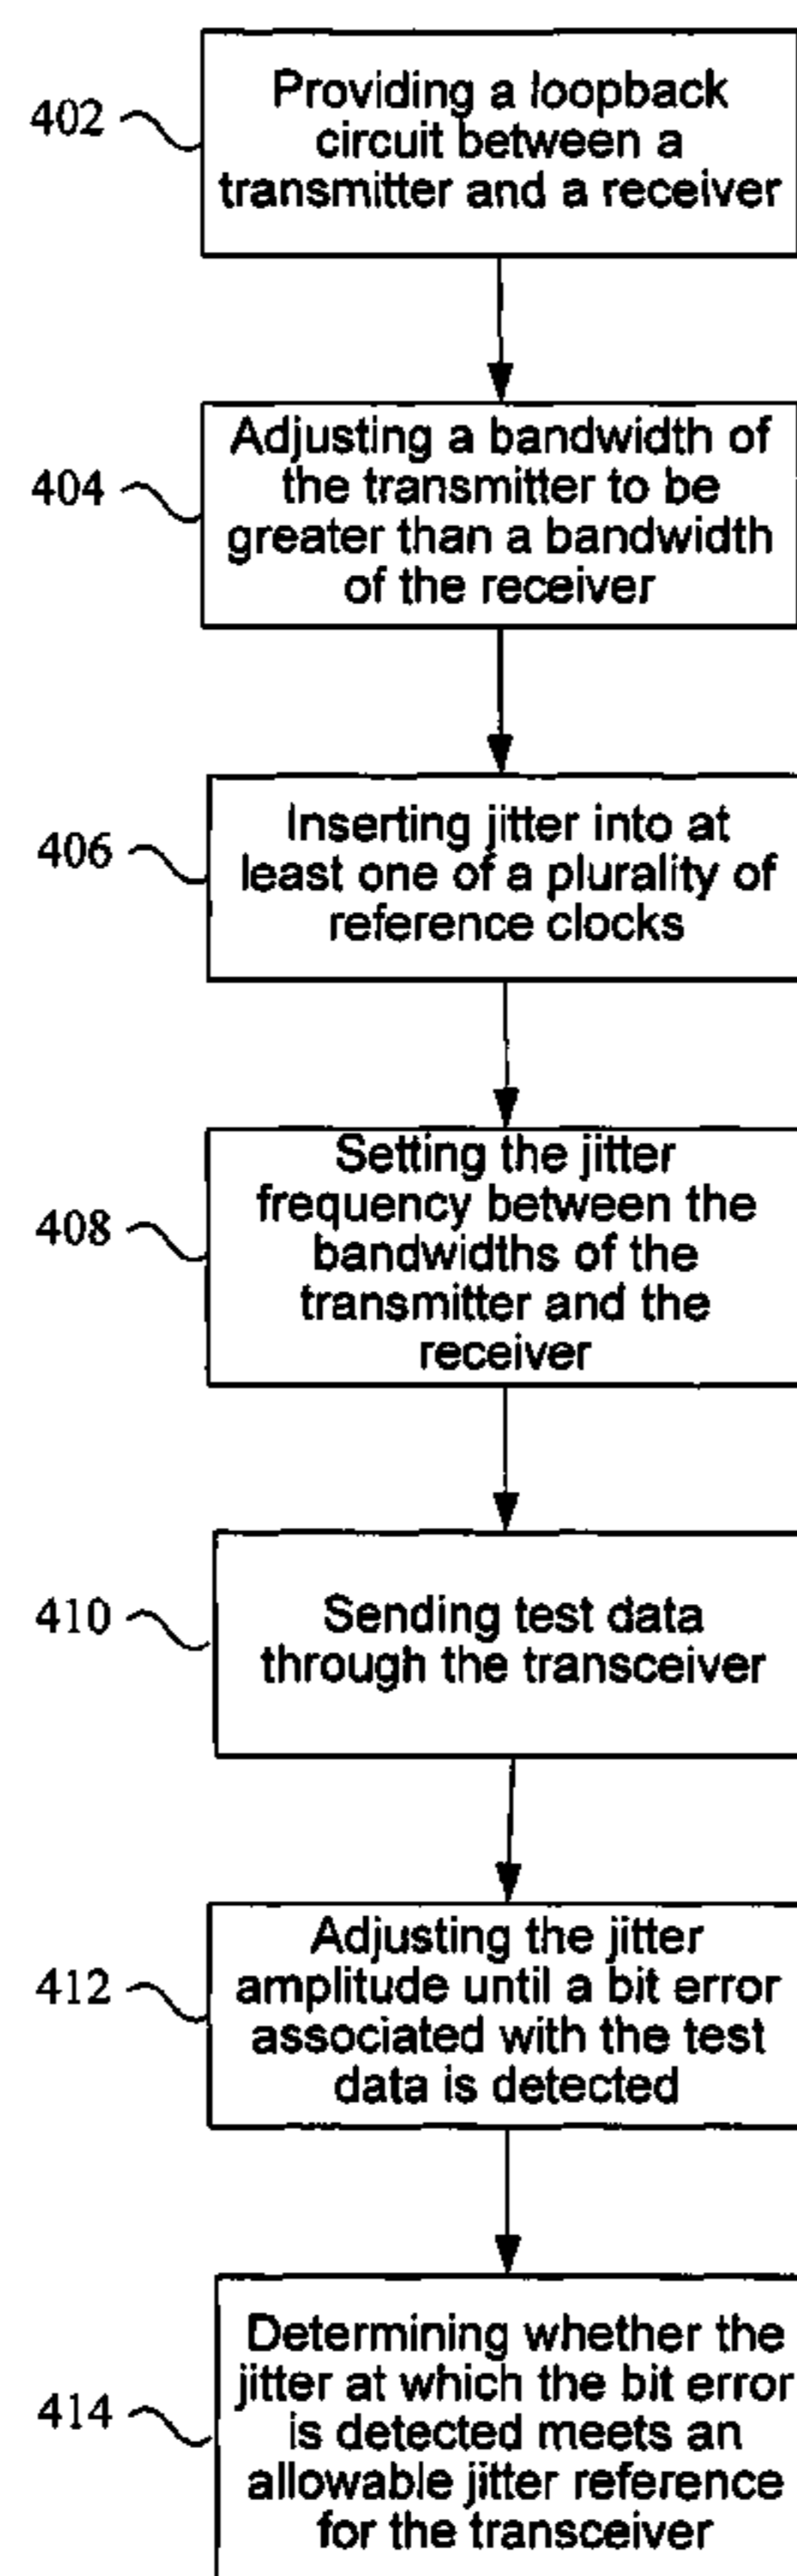 402
Providing a loopback
circuit between a
transmitter and a receiver
404
Adjusting a bandwidth of
the transmitter to be
greater than a bandwidth
of the receiver
406
Inserting jitter into at
least one of a plurality of
reference clocks
408
Setting the jitter
frequency between the
bandwidths of the
transmitter and the
receiver
410
Sending test data
through the transceiver
412
Adjusting the jitter
amplitude until a bit error
associated with the test
data is detected
414
Determining whether the
jitter at which the bit error
is detected meets an
allowable jitter reference
for the transceiver